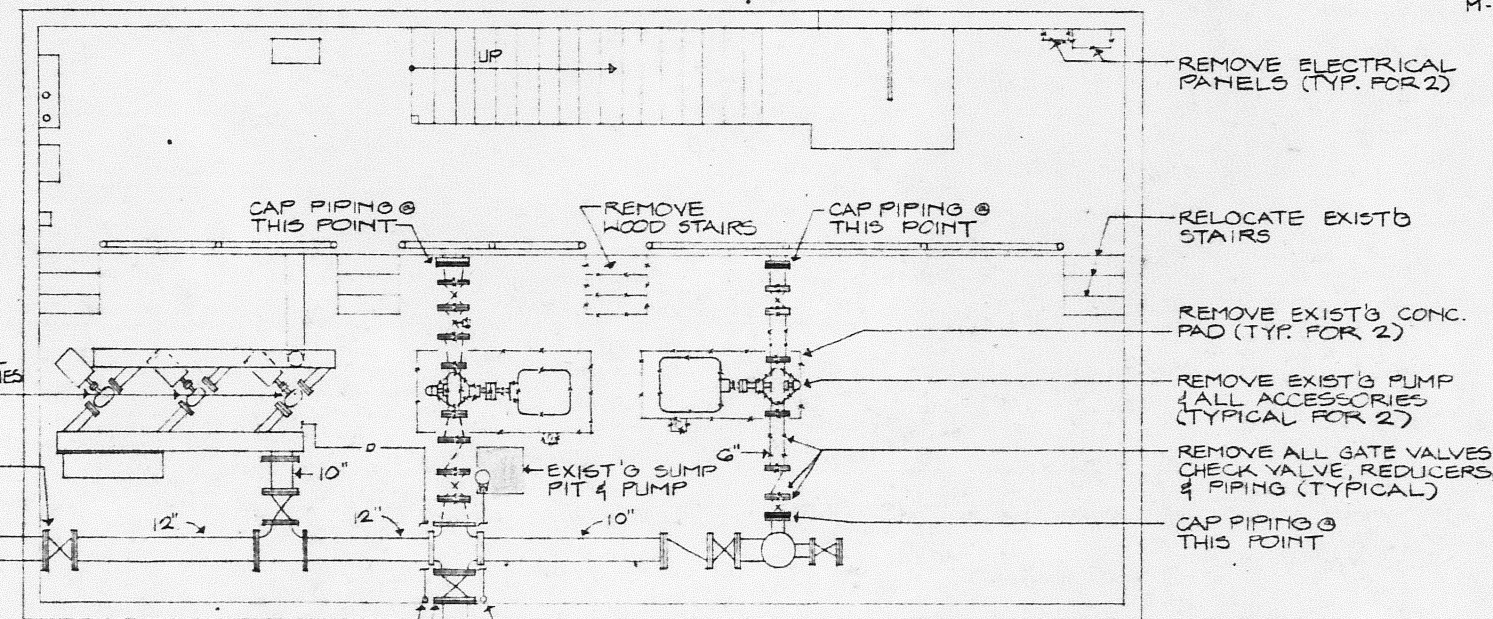 M-
UP
REMOVE ELECTRICAL
PANELS (TYP. FOR 2)
CAP PIPING @
THIS POINT
REMOVE
WOOD STAIRS
CAP PIPING @
THIS POINT
RELOCATE EXIST'G
STAIRS
REMOVE EXIST'G CONC.
PAD (TYP. FOR 2)
REMOVE EXIST'G PUMP
& ALL ACCESSORIES
(TYPICAL FOR 2)
6"
REMOVE ALL GATE VALVES
CHECK VALVE, REDUCERS,
& PIPING (TYPICAL)
10"
EXIST'G SUMP
PIT & PUMP
12"
12"
10"
CAP PIPING @
THIS POINT